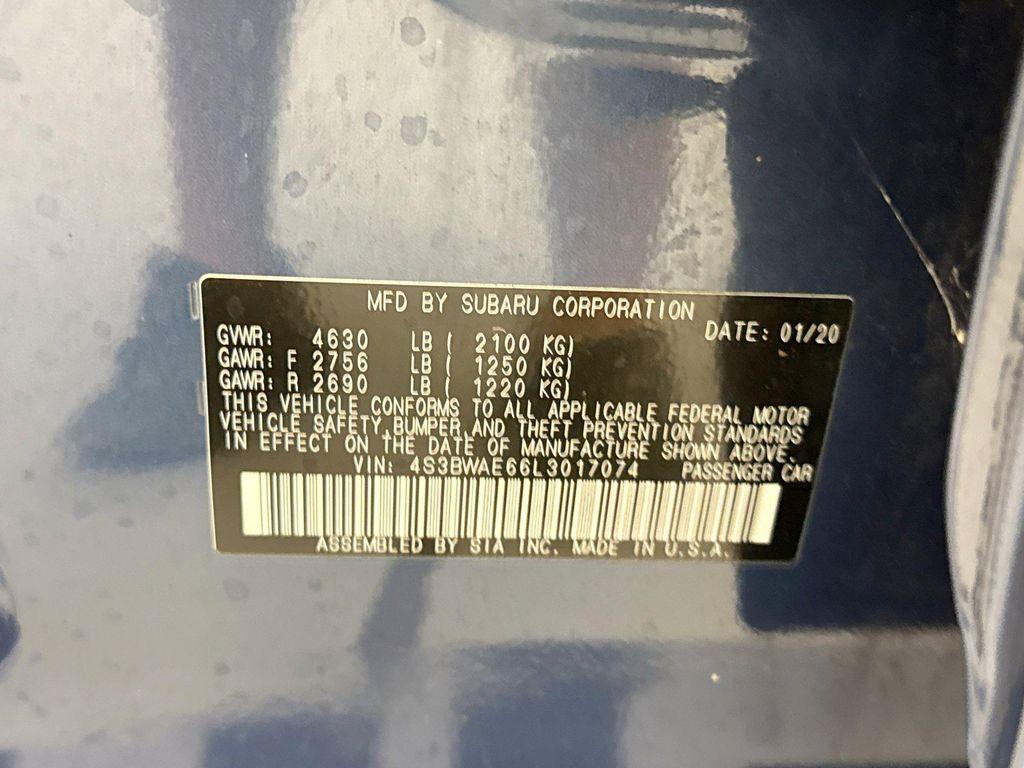 MFD BY SUBARU CORPORATION
DATE: 01/20
GVWR: 4630 LB ( 2100 KG)
GAWR: F 2756 LB ( 1250 KG)
GAWR: R 2690 LB ( 1220 KG)
THIS VEHICLE CONFORMS TO ALL APPLICABLE FEDERAL MOTOR
VEHICLE SAFETY, BUMPER, AND THEFT PREVENTION STANDARDS
IN EFFECT ON THE DATE OF MANUFACTURE SHOWN ABOVE.
VIN: 4S3BWAE66L3017074 PASSENGER CAR
ASSEMBLED BY SIA INC. MADE IN U.S.A.